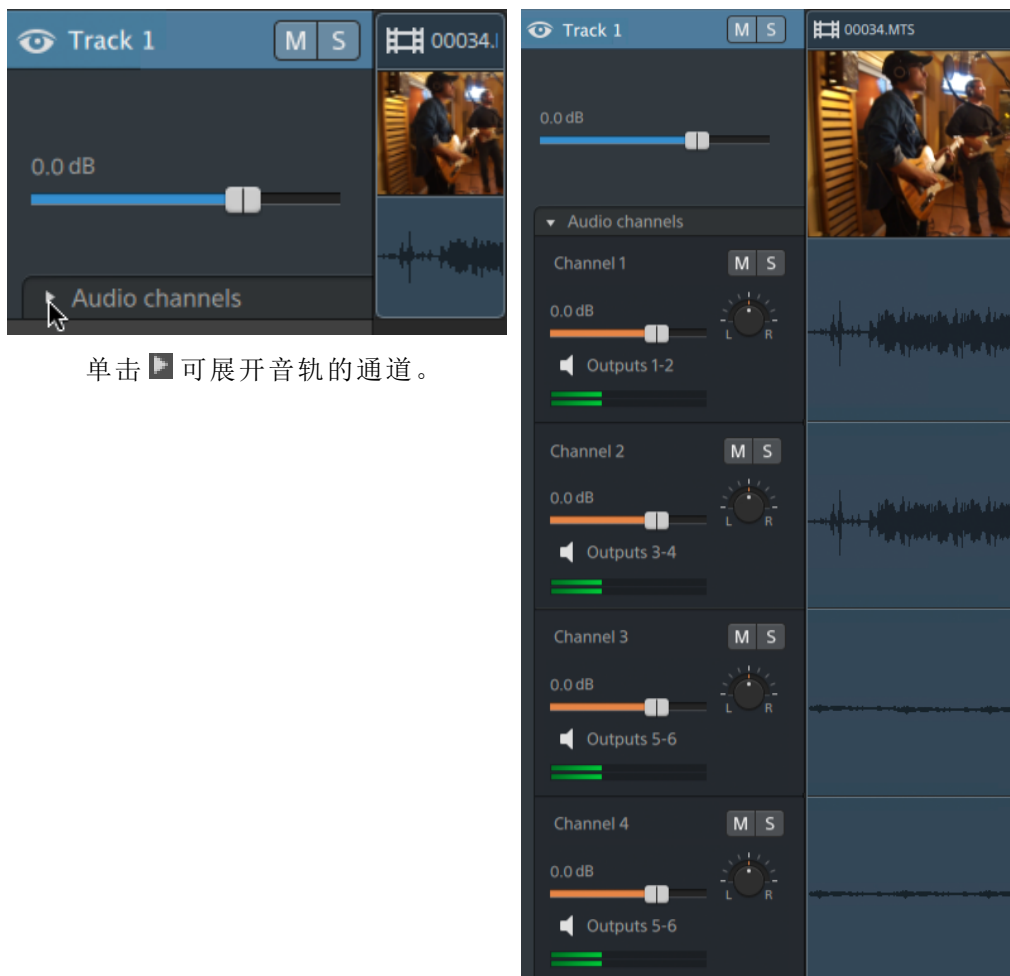 Track 1
M S
00034.
0.0 dB
Audio channels
单击 可展开音轨的通道。
Track 1
M S
00034.MTS
0.0 dB
Audio channels
Channel 1
M S
0.0 dB
L R
Outputs 1-2
Channel 2
M S
0.0 dB
L R
Outputs 3-4
Channel 3
M S
0.0 dB
L R
Outputs 5-6
Channel 4
M S
0.0 dB
L R
Outputs 5-6